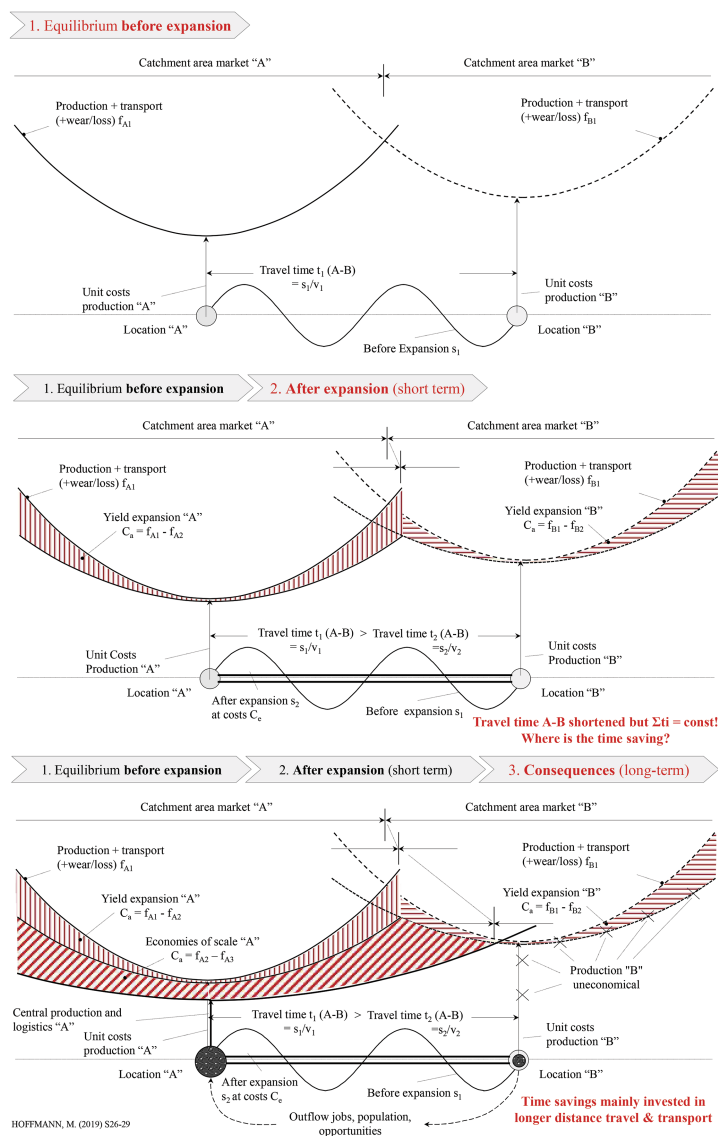 1. Equilibrium before expansion
Catchment area market “A”
Catchment area market “B”
Production + transport
(+wear/loss) fA1
Production + transport
(+wear/loss) fB1
Travel time t1 (A-B)
= s1/v1
Unit costs
production “A”
Unit costs
production “B”
Location “A”
Location “B”
Before Expansion s1
1. Equilibrium before expansion
2. After expansion (short term)
Catchment area market “A”
Catchment area market “B”
Production + transport
(+wear/loss) fA1
Production + transport
(+wear/loss) fB1
Yield expansion “A”
Ca = fA1 - fA2
Yield expansion “B”
Ca = fB1 - fB2
Travel time t1 (A-B) > Travel time t2 (A-B)
= s1/v1
=s2/v2
Unit Costs
Production “A”
Unit Costs
Production “B”
Location “A”
Location “B”
After expansion s2
at costs Ce
Before expansion s1
Travel time A-B shortened but Σti = const!
Where is the time saving?
1. Equilibrium before expansion
2. After expansion (short term)
3. Consequences (long-term)
Catchment area market “A”
Catchment area market “B”
Production + transport
(+wear/loss) fA1
Production + transport
(+wear/loss) fB1
Yield expansion “A”
Ca = fA1 - fA2
Yield expansion “B”
Ca = fB1 - fB2
Economies of scale “A”
Ca = fA2 – fA3
Production "B"
uneconomical
Central production and
logistics “A”
Travel time t1 (A-B) > Travel time t2 (A-B)
= s1/v1
=s2/v2
Unit costs
production “A”
Unit costs
production “B”
Location “A”
Location “B”
After expansion
s2 at costs Ce
Before expansion s1
Time savings mainly invested in
longer distance travel & transport
Outflow jobs, population,
opportunities
HOFFMANN, M. (2019) S26-29